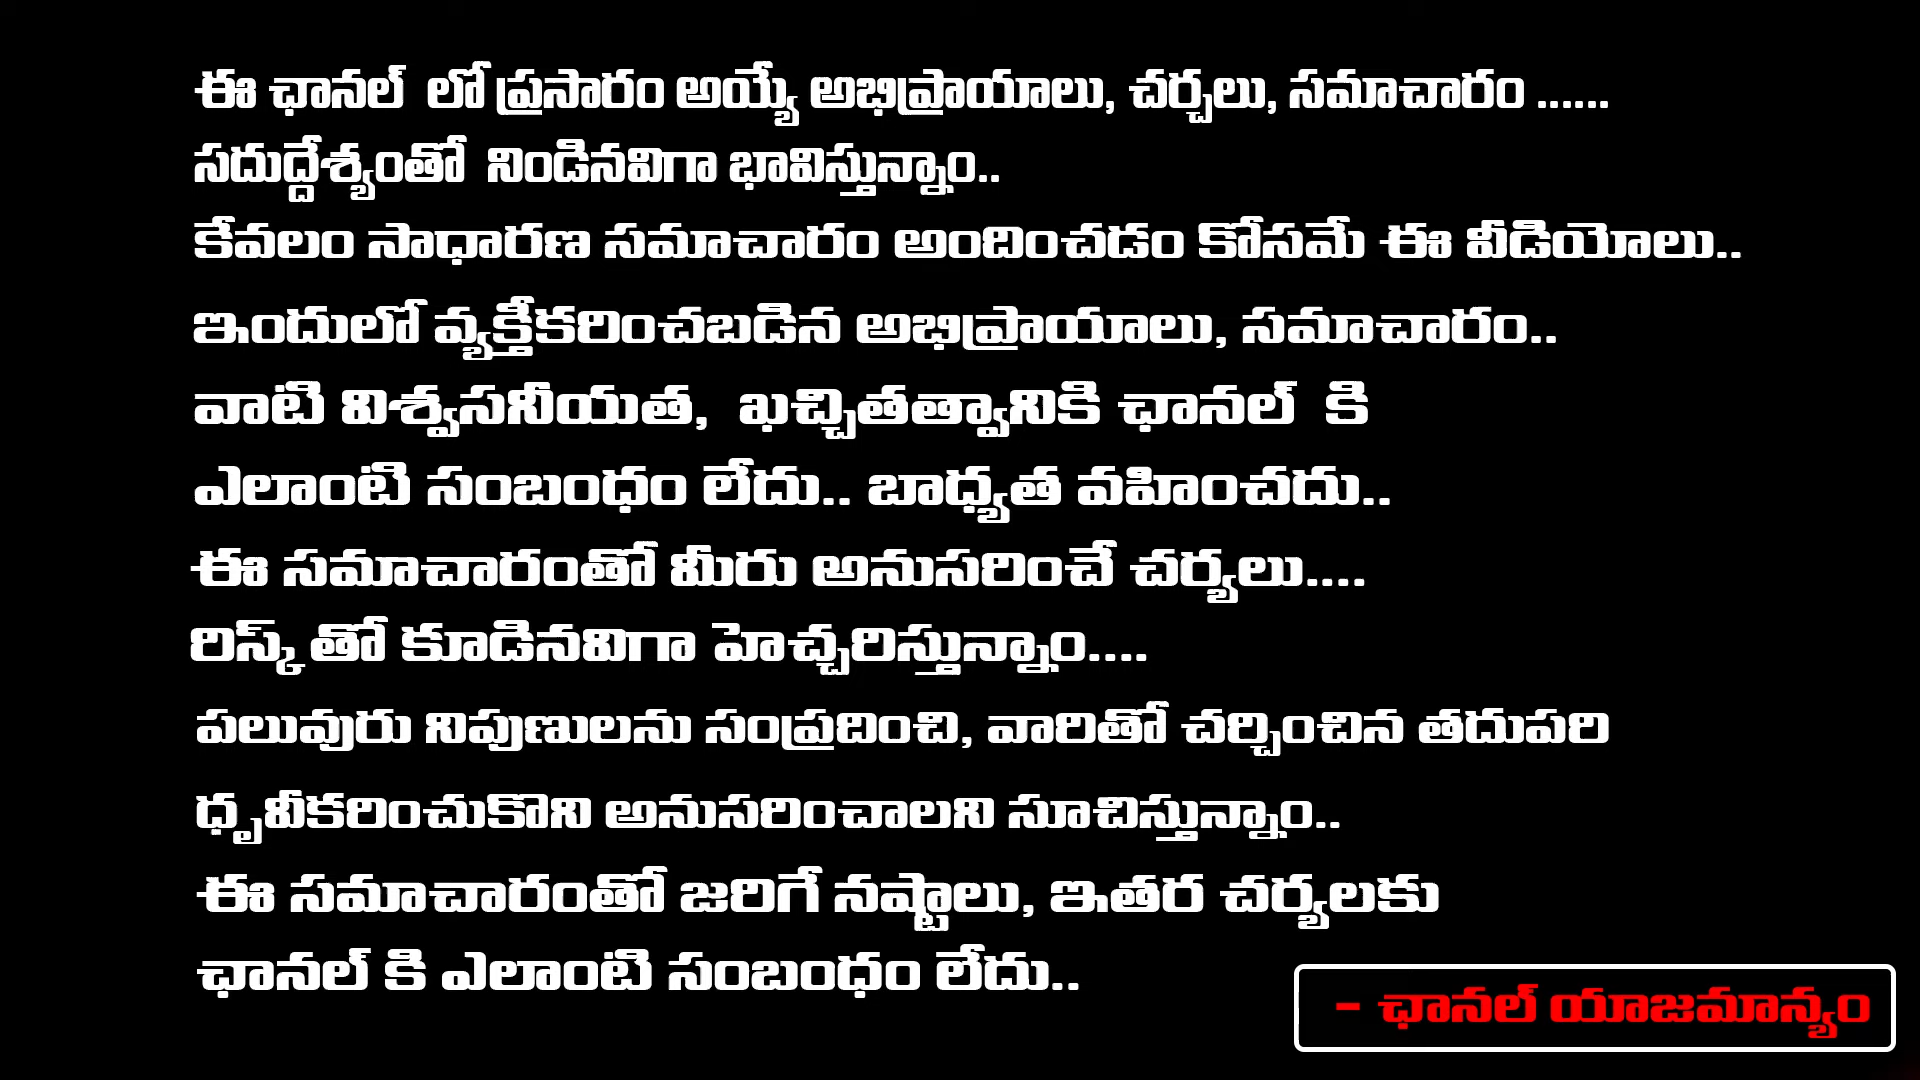 ఈ ఛానల్ లో ప్రసారం అయ్యే అభిప్రాయాలు, చర్చలు, సమాచారం ......
సదుద్దేశ్యంతో నిండినవిగా భావిస్తున్నాం..
కేవలం సాధారణ సమాచారం అందించడం కోసమే ఈ వీడియోలు..
ఇందులో వ్యక్తీకరించబడిన అభిప్రాయాలు, సమాచారం..
వాటి విశ్వసనీయత, ఖచ్చితత్వానికి ఛానల్ కి
ఎలాంటి సంబంధం లేదు.. బాధ్యత వహించదు..
ఈ సమాచారంతో మీరు అనుసరించే చర్యలు....
రిస్క్ తో కూడినవిగా హెచ్చరిస్తున్నాం....
పలువురు నిపుణులను సంప్రదించి, వారితో చర్చించిన తదుపరి
ధృవీకరించుకొని అనుసరించాలని సూచిస్తున్నాం..
ఈ సమాచారంతో జరిగే నష్టాలు, ఇతర చర్యలకు
ఛానల్ కి ఎలాంటి సంబంధం లేదు..
- ఛానల్ యాజమాన్యం